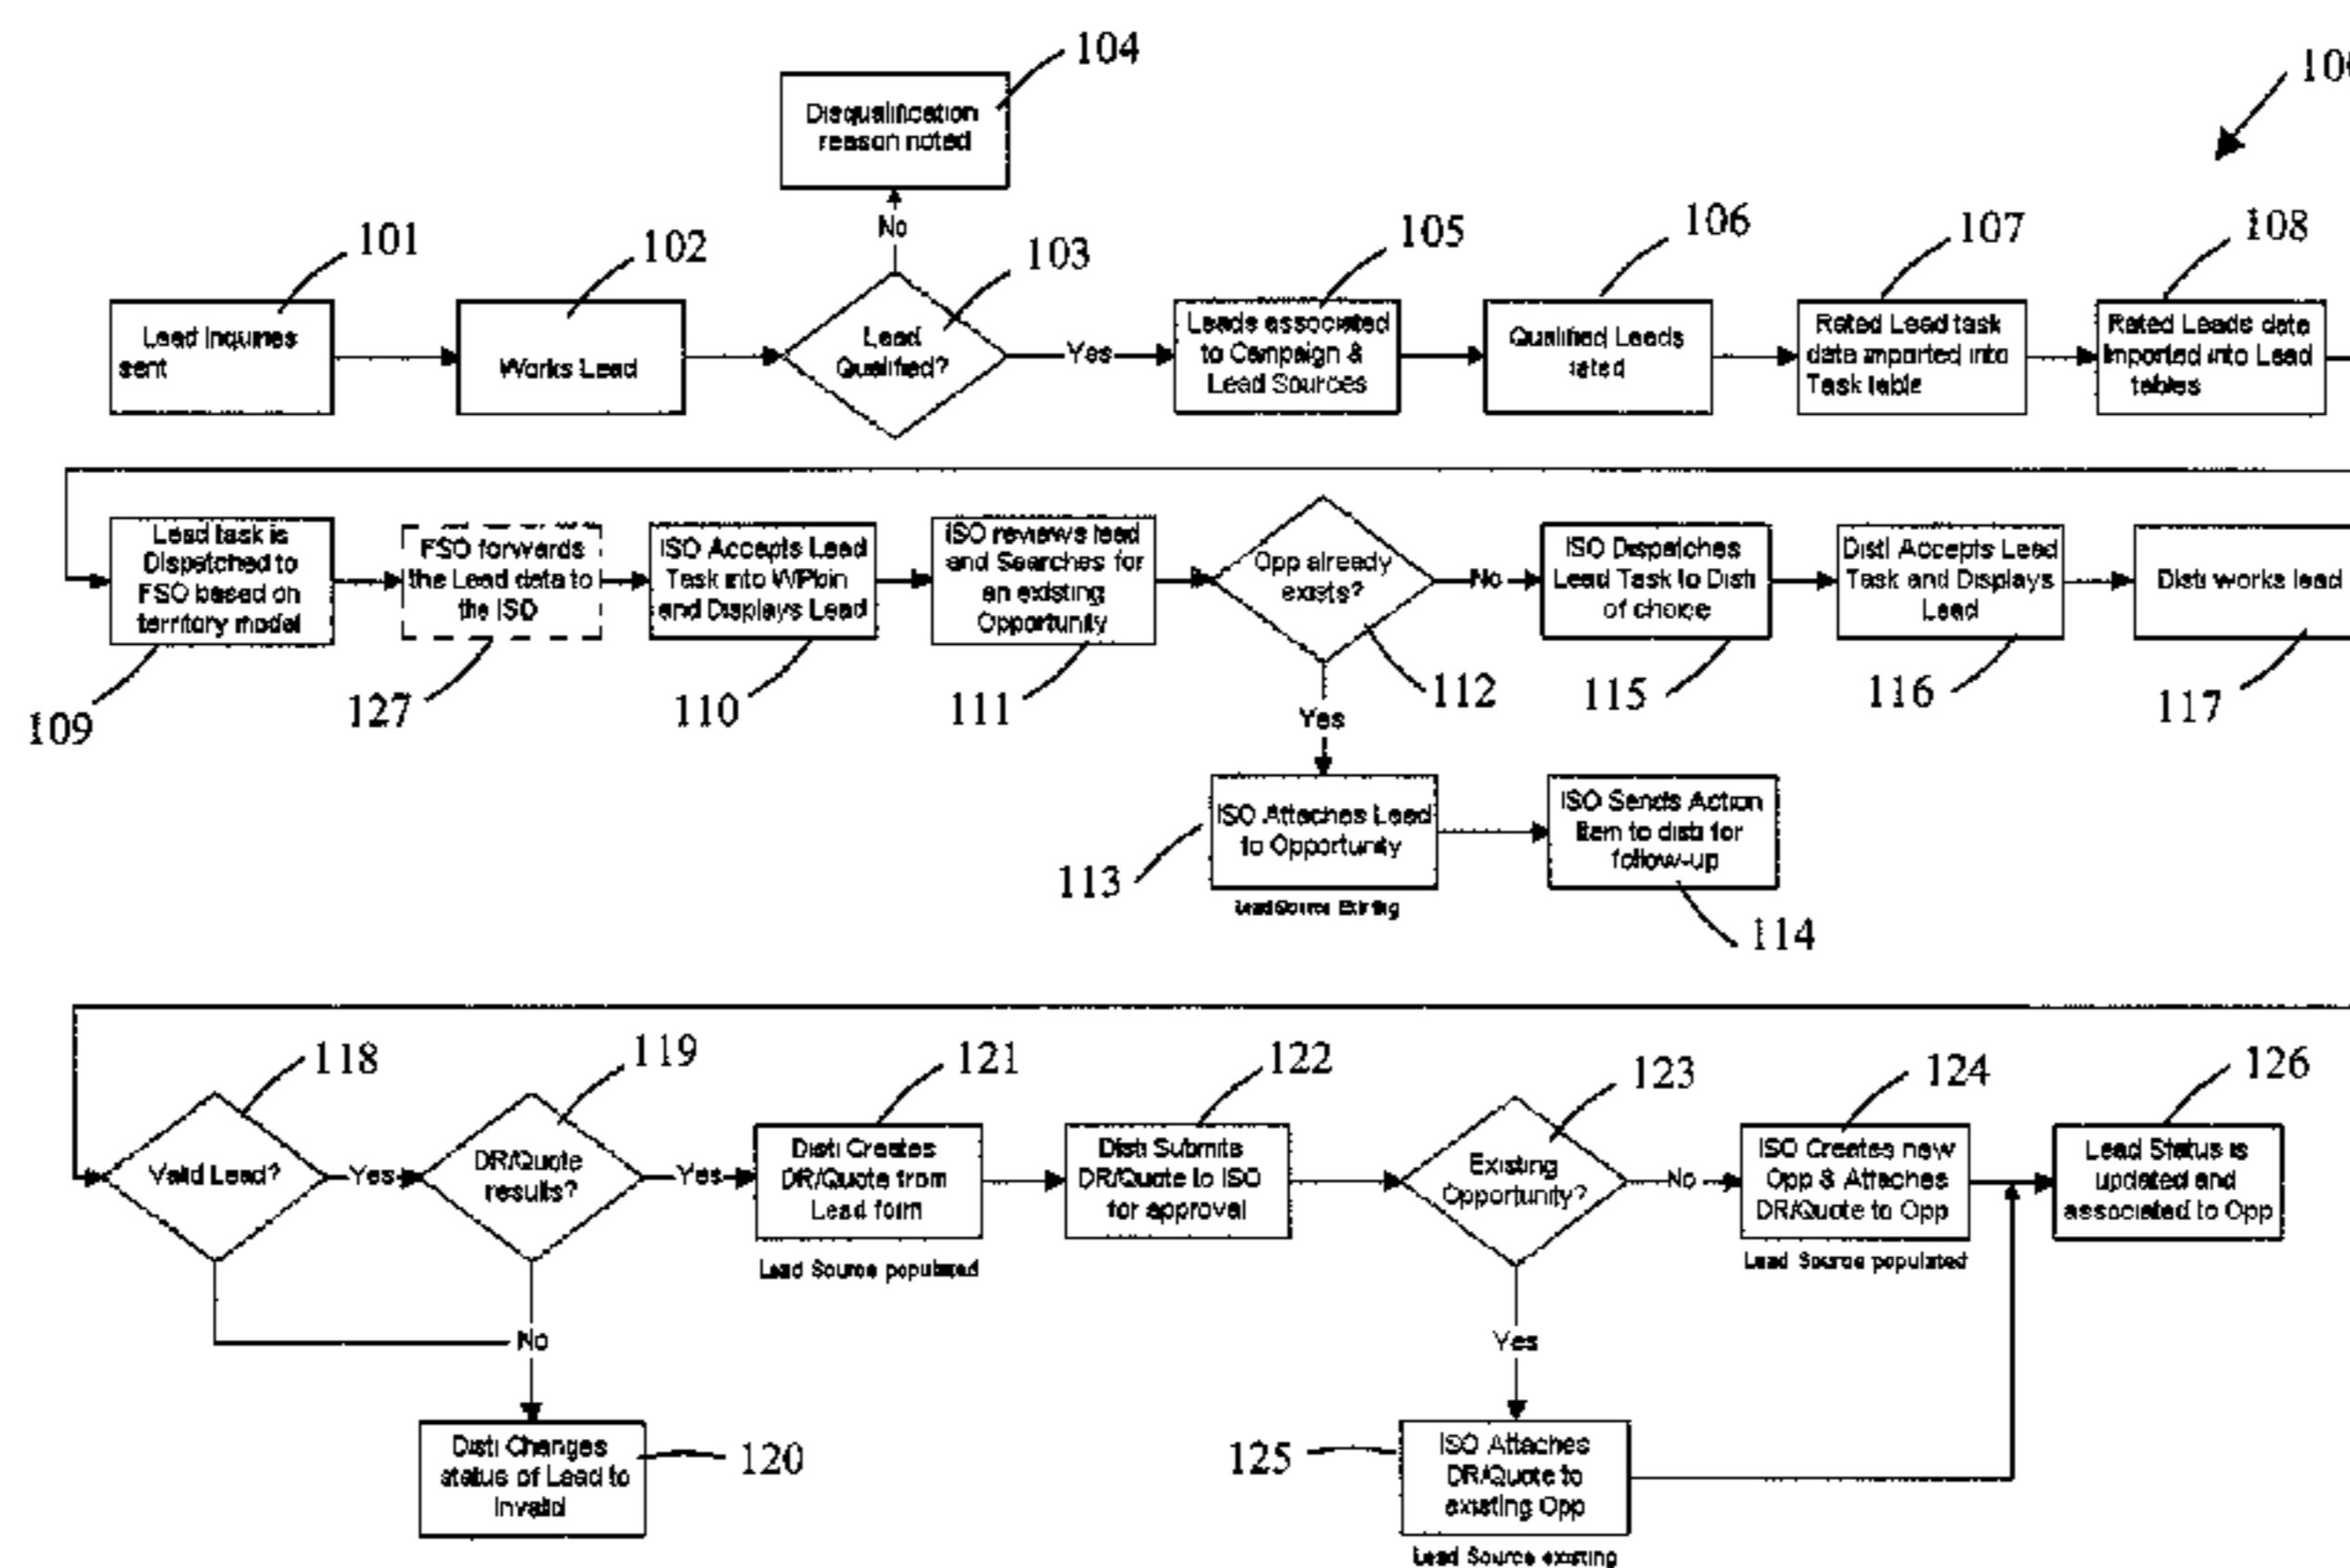 104
Disqualification
reason noted
No
101
102
103
105
106
107
108
Lead Inquiries
sent
Works Lead
Lead
Qualified?
Yes
Leads associated
to Campaign &
Lead Sources
Qualified Leads
rated
Rated Lead task
data imported into
Task table
Rated Leads data
imported into Lead
tables
Lead task is
Dispatched to
FSO based on
territory model
FSO forwards
the Lead data to
the ISO
ISO Accepts Lead
Task into WIPbin
and Displays Lead
ISO reviews lead
and Searches for
an existing
Opportunity
Opp already
exists?
No
ISO Dispatches
Lead Task to Disti
of choice
Disti Accepts Lead
Task and Displays
Lead
Disti works lead
109
127
110
111
112
115
116
117
Yes
ISO Attaches Lead
to Opportunity
Lead Source Existing
113
ISO Sends Action
Item to disti for
follow-up
114
118
119
121
122
123
124
126
Valid Lead?
Yes
DR/Quote
results?
Yes
Disti Creates
DR/Quote from
Lead form
Lead Source populated
Disti Submits
DR/Quote to ISO
for approval
Existing
Opportunity?
No
ISO Creates new
Opp & Attaches
DR/Quote to Opp
Lead Source populated
Lead Status is
updated and
associated to Opp
No
Yes
Disti Changes
status of Lead to
Invalid
120
125
ISO Attaches
DR/Quote to
existing Opp
Lead Source existing